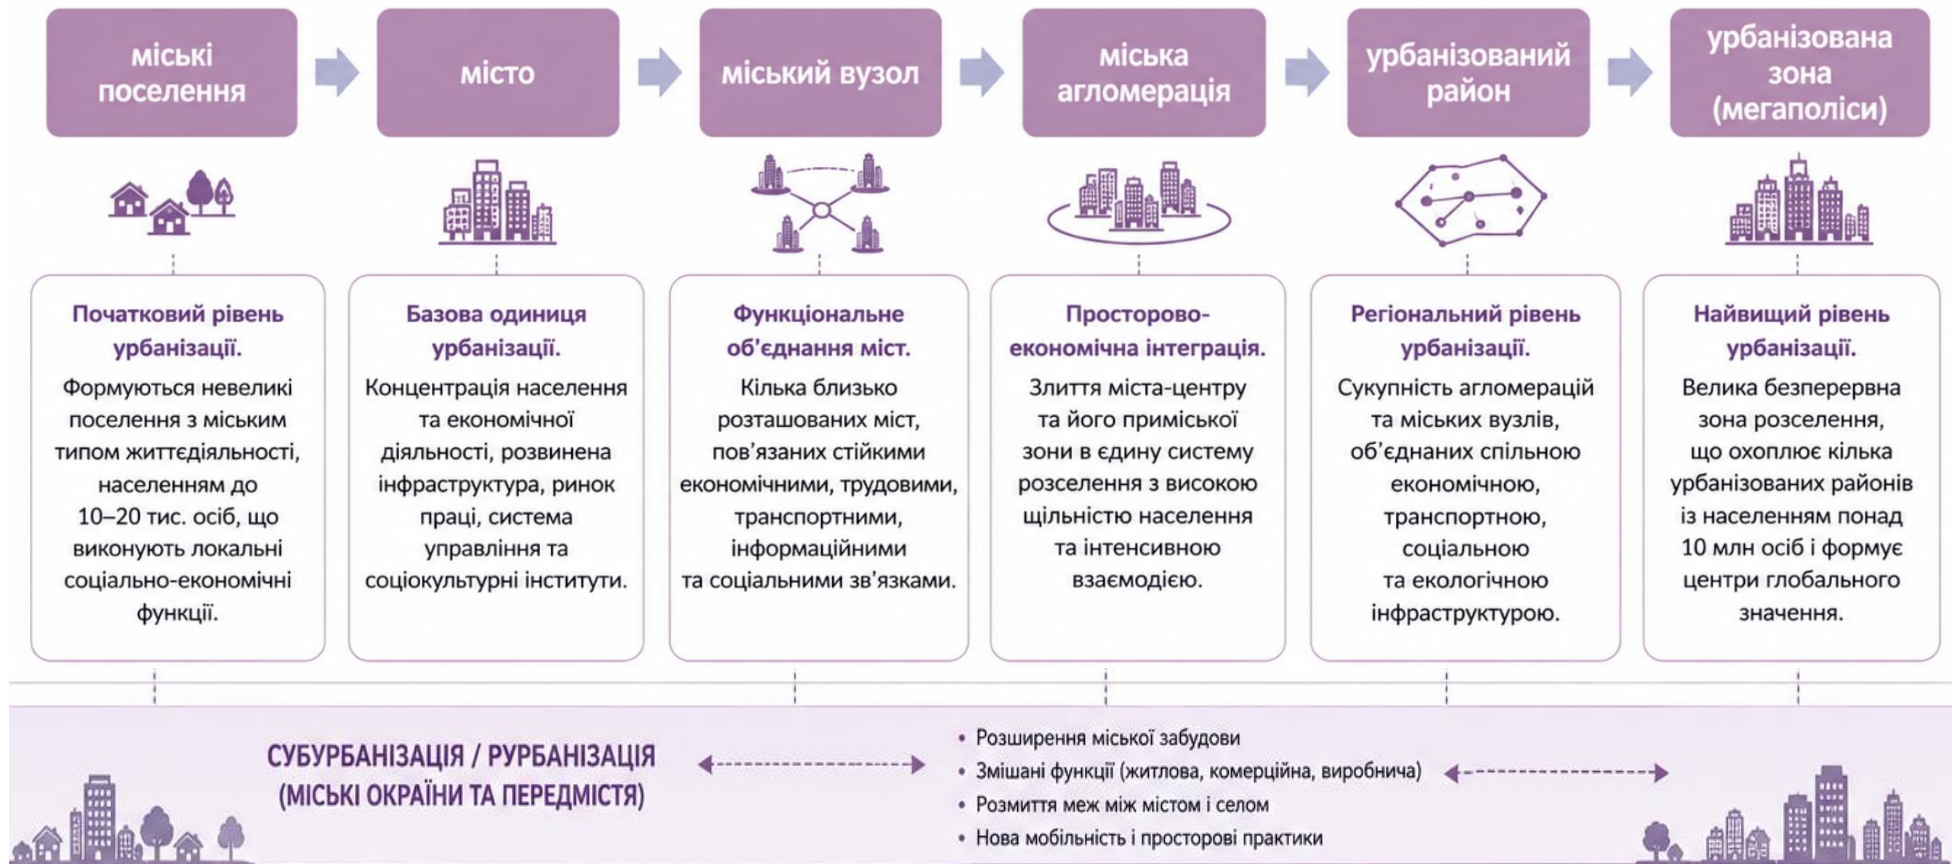 міські
поселення
місто
міський вузол
міська
агломерація
урбанізований
район
урбанізована
зона
(мегаполіси)
Початковий рівень
урбанізації.
Формуються невеликі
поселення з міським
типом життєдіяльності,
населенням до
10–20 тис. осіб, що
виконують локальні
соціально-економічні
функції.
Базова одиниця
урбанізації.
Концентрація населення
та економічної
діяльності, розвинена
інфраструктура, ринок
праці, система
управління та
соціокультурні інститути.
Функціональне
об’єднання міст.
Кілька близько
розташованих міст,
пов’язаних стійкими
економічними, трудовими,
транспортними,
інформаційними
та соціальними зв’язками.
Просторово-
економічна інтеграція.
Злиття міста-центру
та його приміської
зони в єдину систему
розселення з високою
щільністю населення
та інтенсивною
взаємодією.
Регіональний рівень
урбанізації.
Сукупність агломерацій
та міських вузлів,
об’єднаних спільною
економічною,
транспортною,
соціальною
та екологічною
інфраструктурою.
Найвищий рівень
урбанізації.
Велика безперервна
зона розселення,
що охоплює кілька
урбанізованих районів
із населенням понад
10 млн осіб і формує
центри глобального
значення.
СУБУРБАНІЗАЦІЯ / РУРБАНІЗАЦІЯ
(МІСЬКІ ОКРАЇНИ ТА ПЕРЕДМІСТЯ)
• Розширення міської забудови
• Змішані функції (житлова, комерційна, виробнича)
• Розмиття меж між містом і селом
• Нова мобільність і просторові практики